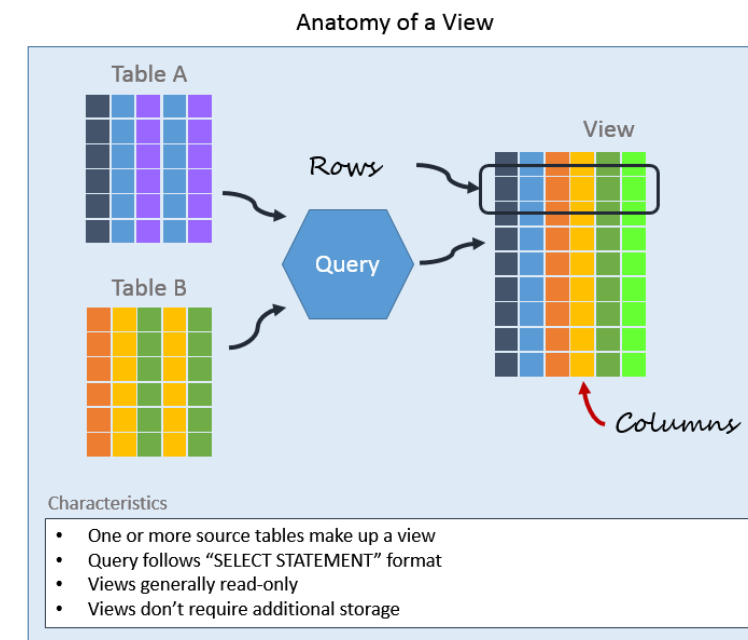 Anatomy of a View
Table A
View
Rows
Query
Table B
Columns
Characteristics
• One or more source tables make up a view
• Query follows “SELECT STATEMENT” format
• Views generally read-only
• Views don’t require additional storage